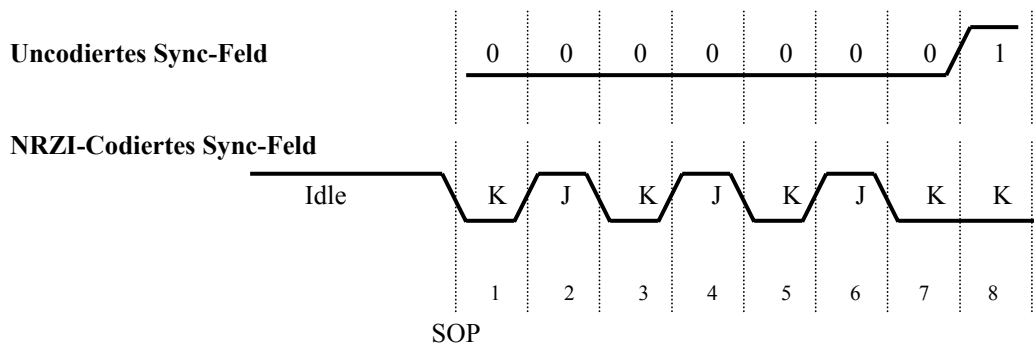 Uncodiertes Sync-Feld 0 0 0 0 0 0 0 1
NRZI-Codiertes Sync-Feld
Idle K J K J K J K K
1 2 3 4 5 6 7 8
SOP